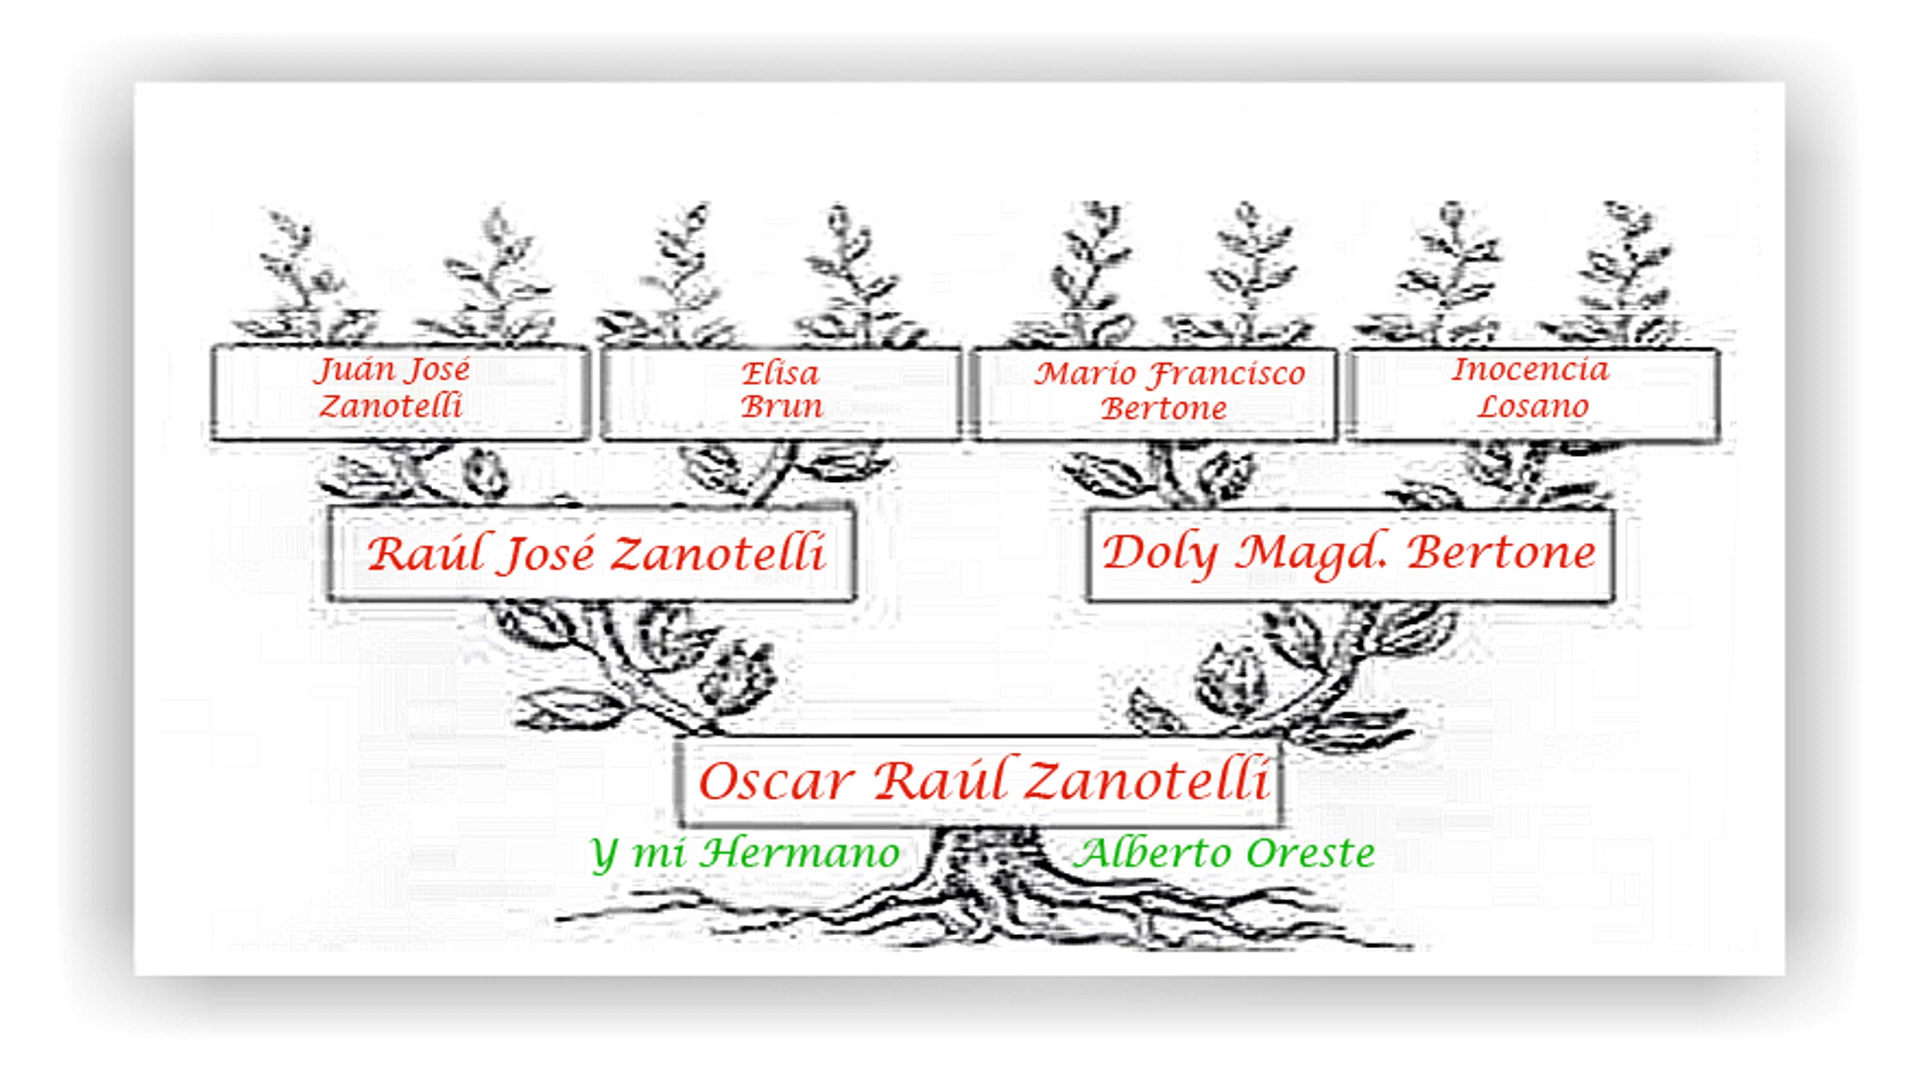 Juán José
Zanotelli
Elisa
Brun
Mario Francisco
Bertone
Inocencia
Losano
Raúl José Zanotelli
Doly Magd. Bertone
Oscar Raúl Zanotelli
Y mi Hermano
Alberto Oreste